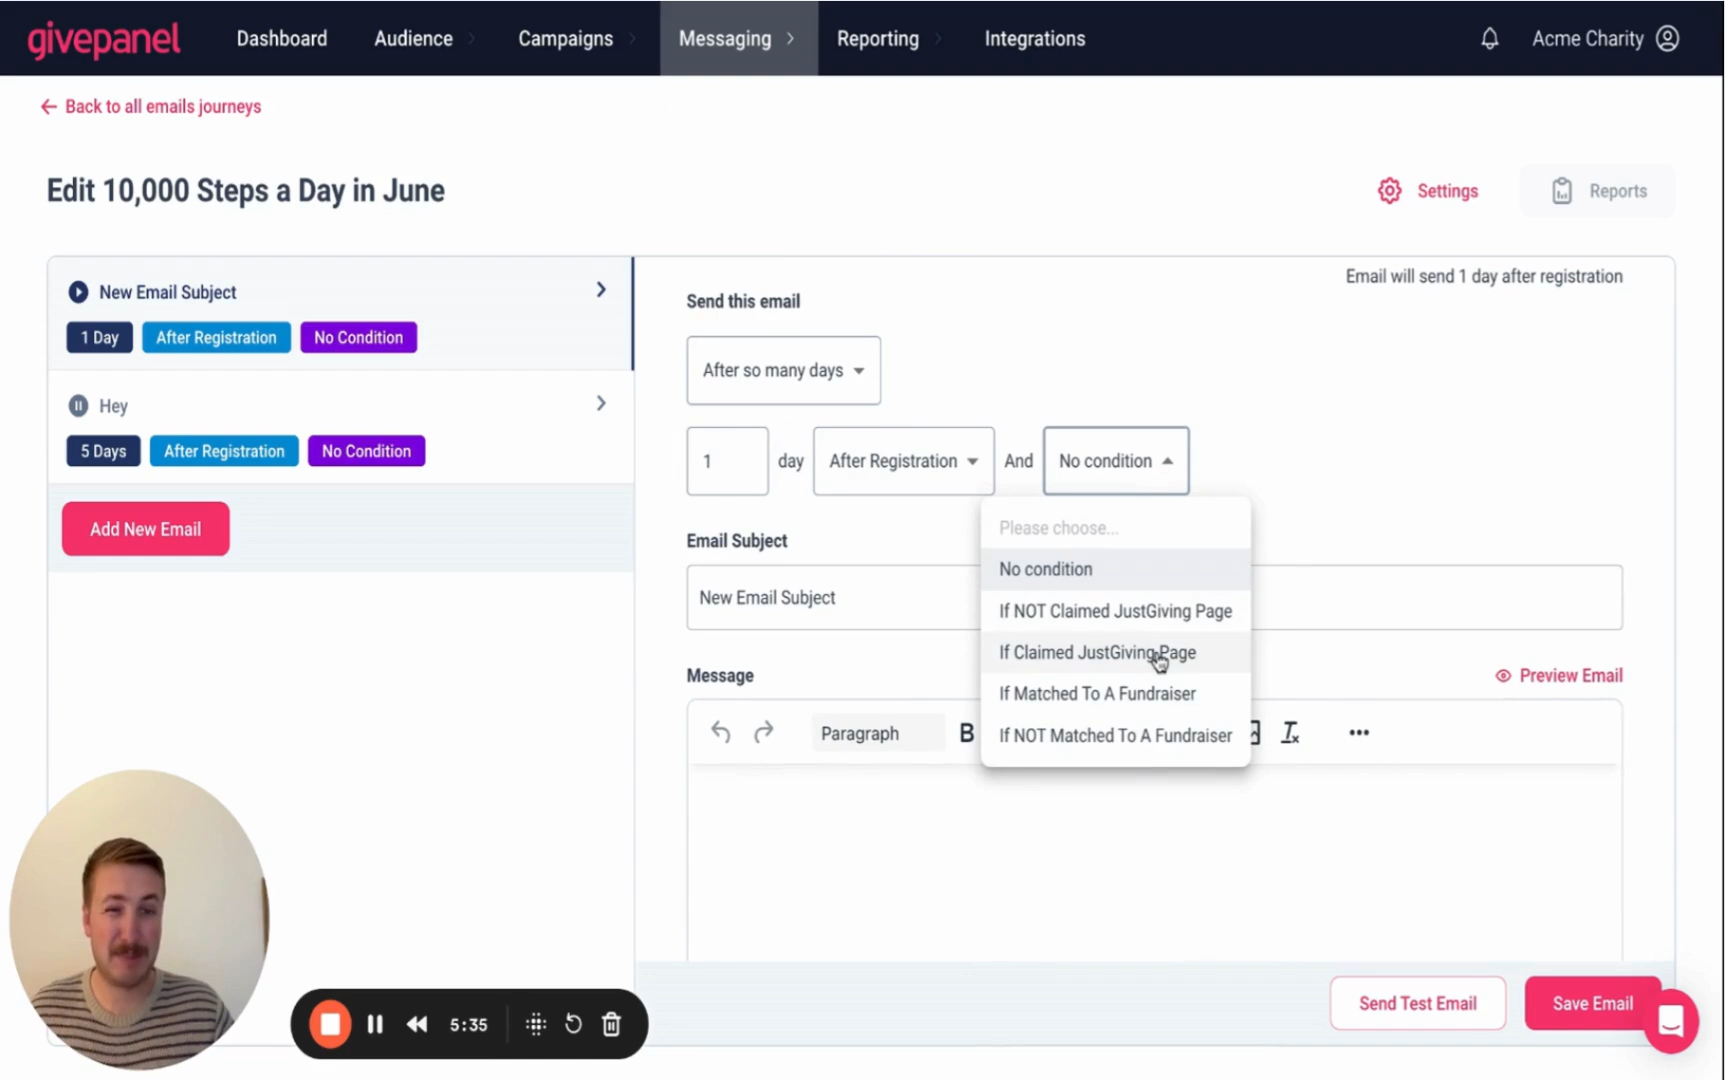 givepanel
Dashboard
Audience
Campaigns
Messaging
Reporting
Integrations
Acme Charity
Back to all emails journeys
Edit 10,000 Steps a Day in June
Settings
Reports
New Email Subject
1 Day
After Registration
No Condition
Hey
5 Days
After Registration
No Condition
Add New Email
Email will send 1 day after registration
Send this email
After so many days
1
day
After Registration
And
No condition
Please choose...
No condition
If NOT Claimed JustGiving Page
If Claimed JustGiving Page
If Matched To A Fundraiser
If NOT Matched To A Fundraiser
Email Subject
New Email Subject
Message
Preview Email
Paragraph
B
Send Test Email
Save Email
5:35